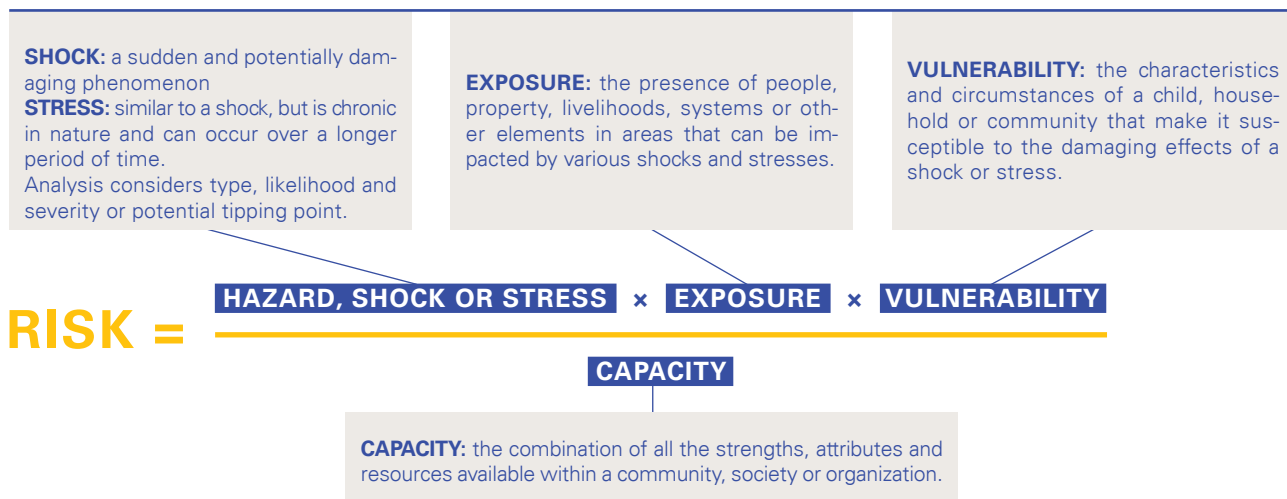 SHOCK: a sudden and potentially dam-
aging phenomenon
STRESS: similar to a shock, but is chronic
in nature and can occur over a longer
period of time.
Analysis considers type, likelihood and
severity or potential tipping point.
EXPOSURE: the presence of people,
property, livelihoods, systems or oth-
er elements in areas that can be im-
pacted by various shocks and stresses.
VULNERABILITY: the characteristics
and circumstances of a child, house-
hold or community that make it sus-
ceptible to the damaging effects of a
shock or stress.
RISK =
HAZARD, SHOCK OR STRESS × EXPOSURE × VULNERABILITY
CAPACITY
CAPACITY: the combination of all the strengths, attributes and
resources available within a community, society or organization.